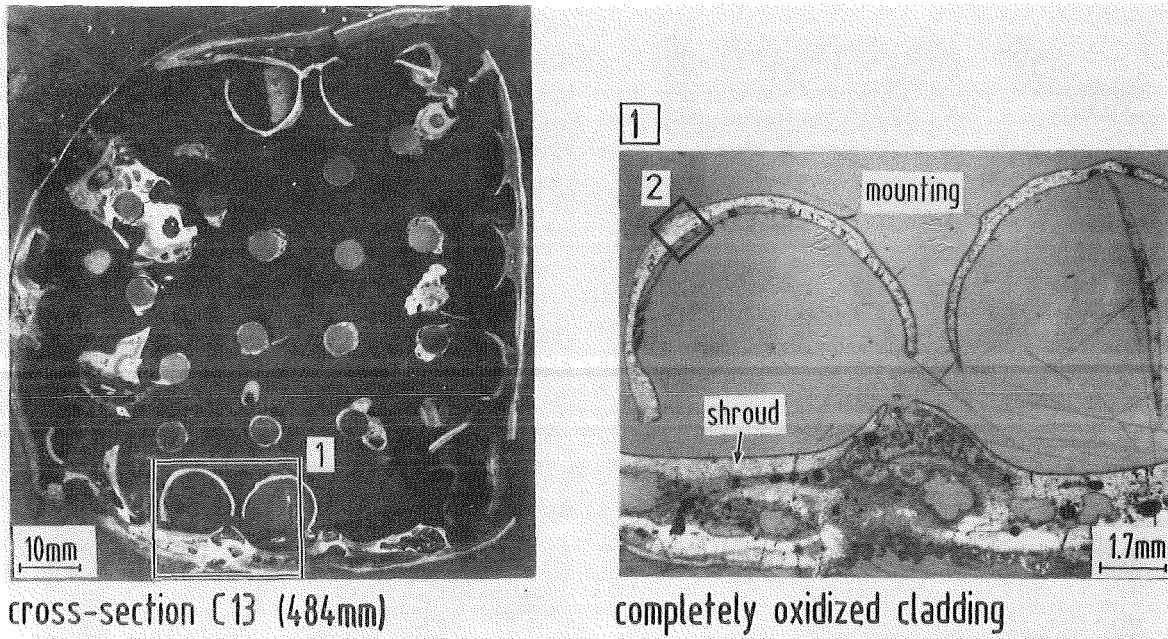 1
10mm
cross-section C13 (484mm)
1
2
mounting
shroud
1.7mm
completely oxidized cladding